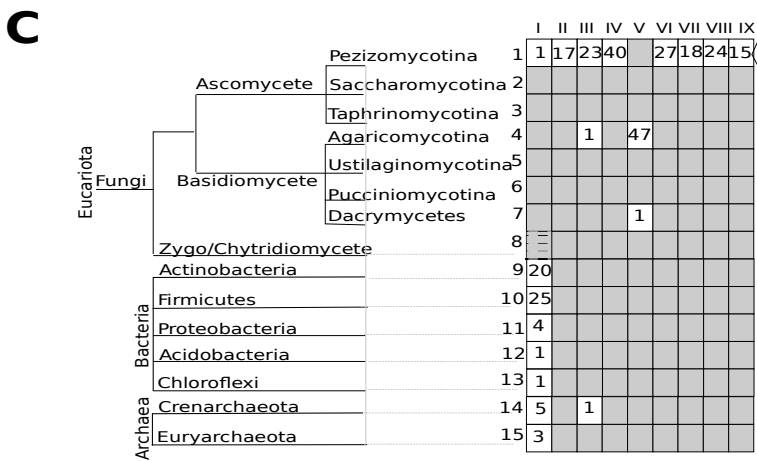 C
I II III IV V VI VII VIII IX
Pezizomycotina 1 1 17 23 40 27 18 24 15
Ascomycete Saccharomycotina 2
Taphrinomycotina 3
Agaricomycotina 4 1 47
Ustilaginomycotina 5
Eucariota Fungi Basidiomycete
Pucciniomycotina 6
Dacrymycetes 7 1
Zygo/Chytridiomycete 8
Actinobacteria 9 20
Firmicutes 10 25
Bacteria Proteobacteria 11 4
Acidobacteria 12 1
Chloroflexi 13 1
Archaea Crenarchaeota 14 5 1
Euryarchaeota 15 3